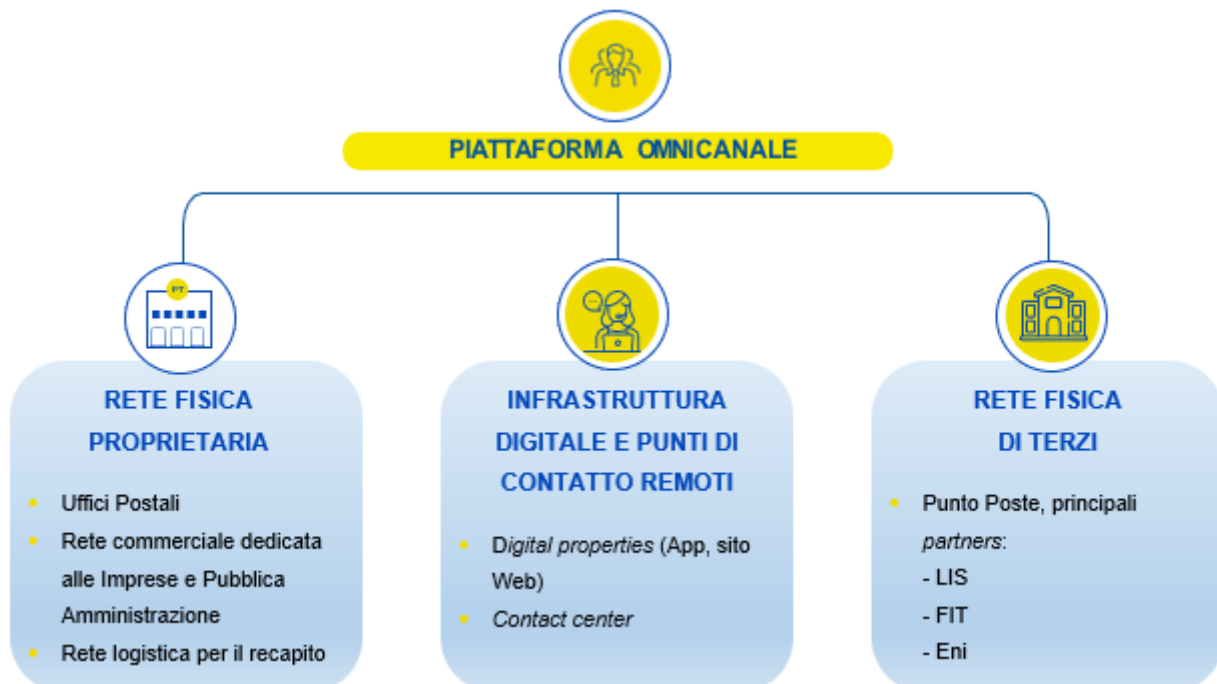 PIATTAFORMA OMNICANALE
PT
RETE FISICA
PROPRIETARIA
• Uffici Postali
• Rete commerciale dedicata
alle Imprese e Pubblica
Amministrazione
• Rete logistica per il recapito
INFRASTRUTTURA
DIGITALE E PUNTI DI
CONTATTO REMOTI
• Digital properties (App, sito
Web)
• Contact center
RETE FISICA
DI TERZI
• Punto Poste, principali
partners:
- LIS
- FIT
- Eni